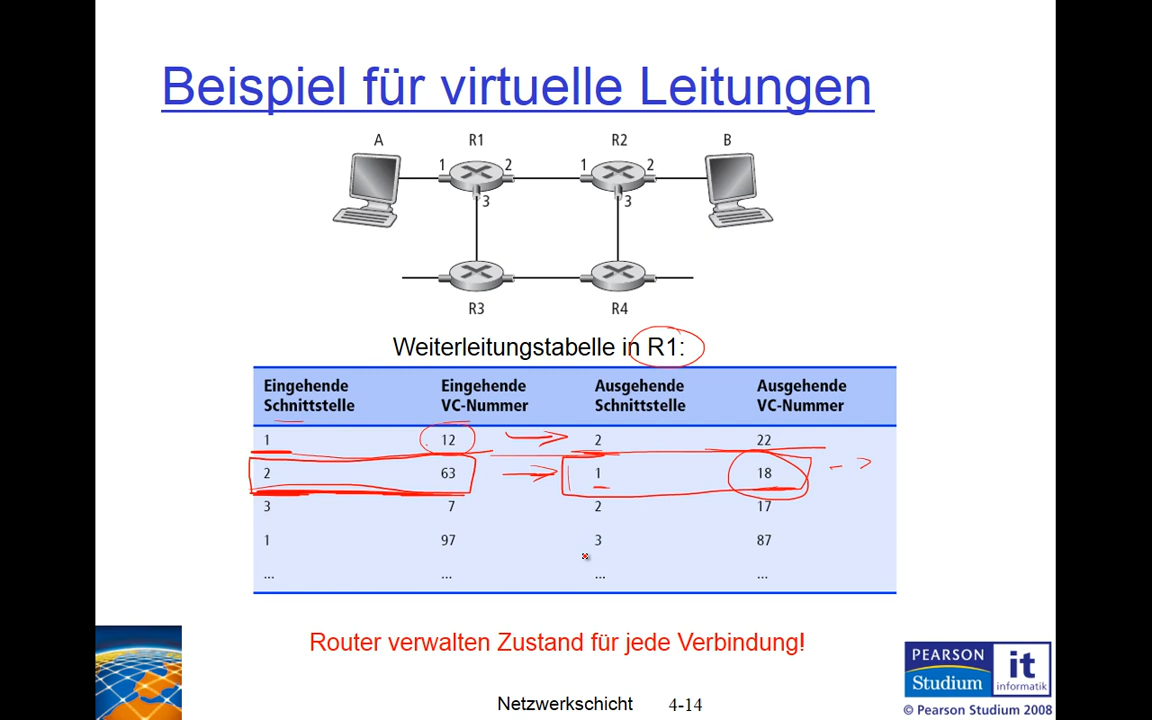 Beispiel für virtuelle Leitungen
A R1 R2 B
1 2 1 2
3 3
R3 R4
Weiterleitungstabelle in R1:
Eingehende Schnittstelle Eingehende VC-Nummer Ausgehende Schnittstelle Ausgehende VC-Nummer
1 12 2 22
2 63 1 18
3 7 2 17
1 97 3 87
... ... ... ...
Router verwalten Zustand für jede Verbindung!
Netzwerkschicht 4-14
PEARSON
Studium
it
informatik
© Pearson Studium 2008